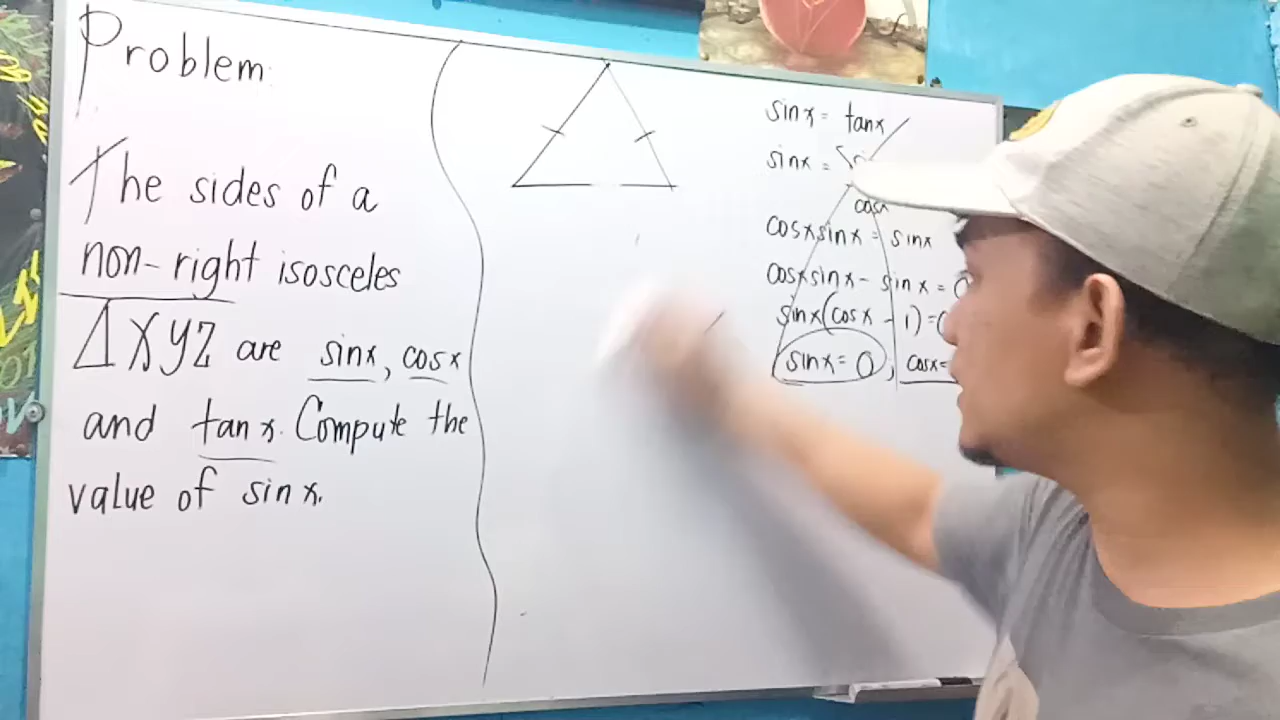 Problem:
The sides of a
non-right isosceles
△XYZ are sinx, cosx
and tanx. Compute the
value of sinx.
sinx = tanx
sinx =
cosx
cosxsinx = sinx
cosxsinx - sinx = 0
sinx(cosx - 1) = 0
sinx = 0, cosx =